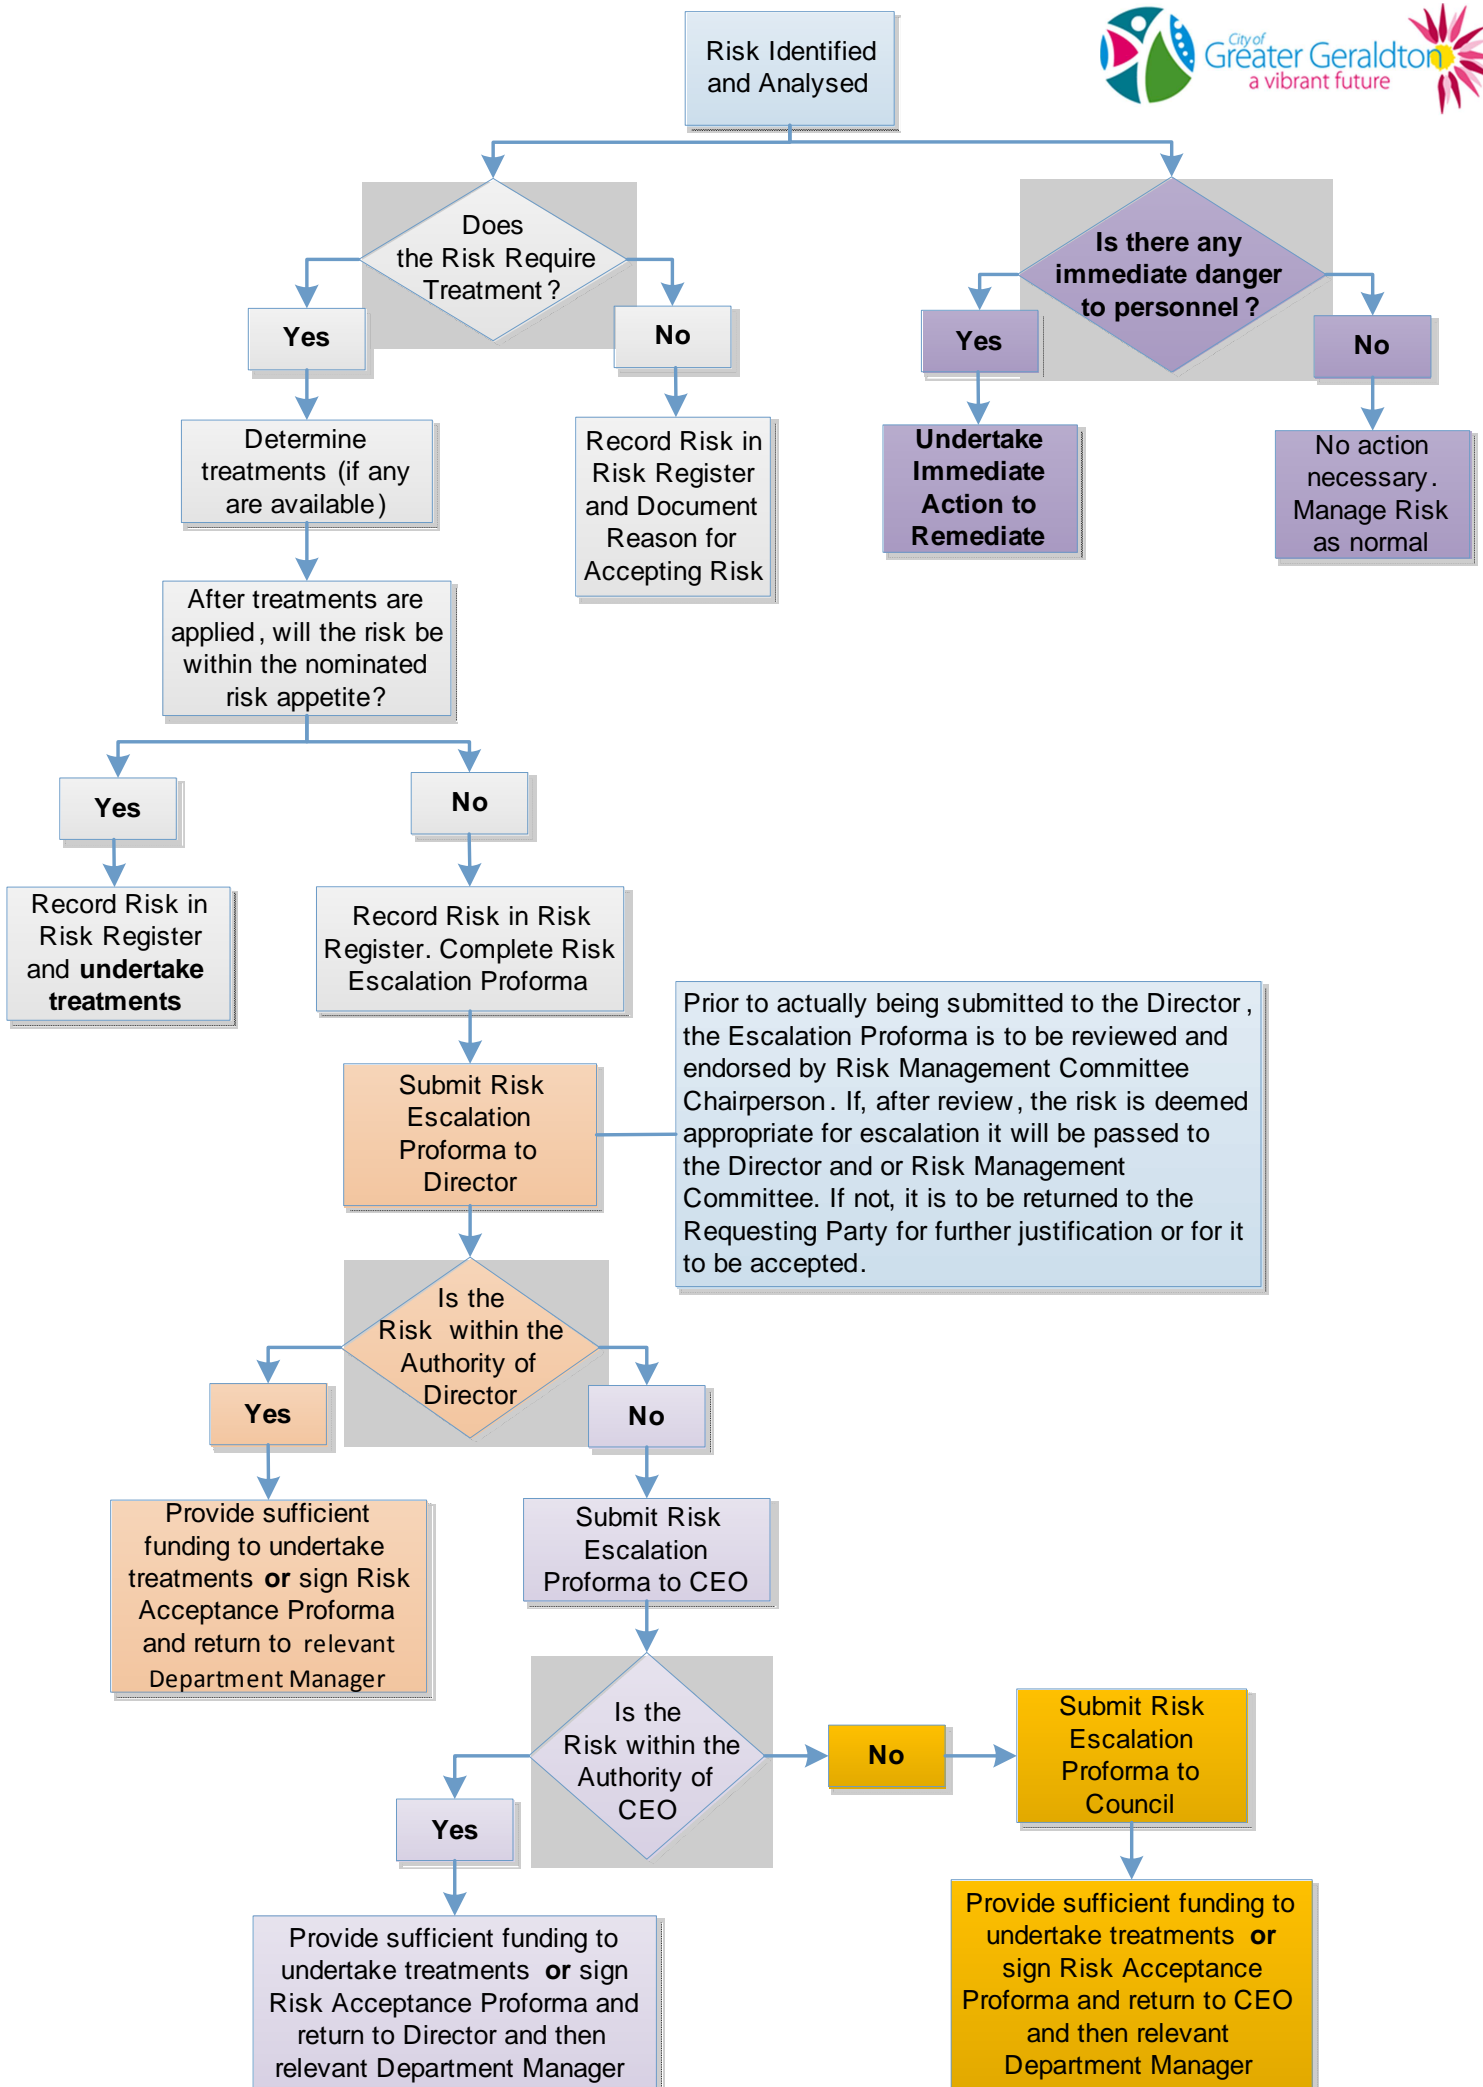 Risk Identified
and Analysed
City of
Greater Geraldton
a vibrant future
Does
the Risk Require
Treatment?
Yes
No
Is there any
immediate danger
to personnel?
Yes
No
Determine
treatments (if any
are available)
Record Risk in
Risk Register
and Document
Reason for
Accepting Risk
Undertake
Immediate
Action to
Remediate
No action
necessary.
Manage Risk
as normal
After treatments are
applied, will the risk be
within the nominated
risk appetite?
Yes
No
Record Risk in
Risk Register
and undertake
treatments
Record Risk in Risk
Register. Complete Risk
Escalation Proforma
Submit Risk
Escalation
Proforma to
Director
Prior to actually being submitted to the Director,
the Escalation Proforma is to be reviewed and
endorsed by Risk Management Committee
Chairperson. If, after review, the risk is deemed
appropriate for escalation it will be passed to
the Director and or Risk Management
Committee. If not, it is to be returned to the
Requesting Party for further justification or for it
to be accepted.
Is the
Risk within the
Authority of
Director
Yes
No
Provide sufficient
funding to undertake
treatments or sign Risk
Acceptance Proforma
and return to relevant
Department Manager
Submit Risk
Escalation
Proforma to CEO
Is the
Risk within the
Authority of
CEO
Yes
No
Submit Risk
Escalation
Proforma to
Council
Provide sufficient funding to
undertake treatments or sign
Risk Acceptance Proforma and
return to Director and then
relevant Department Manager
Provide sufficient funding to
undertake treatments or
sign Risk Acceptance
Proforma and return to CEO
and then relevant
Department Manager